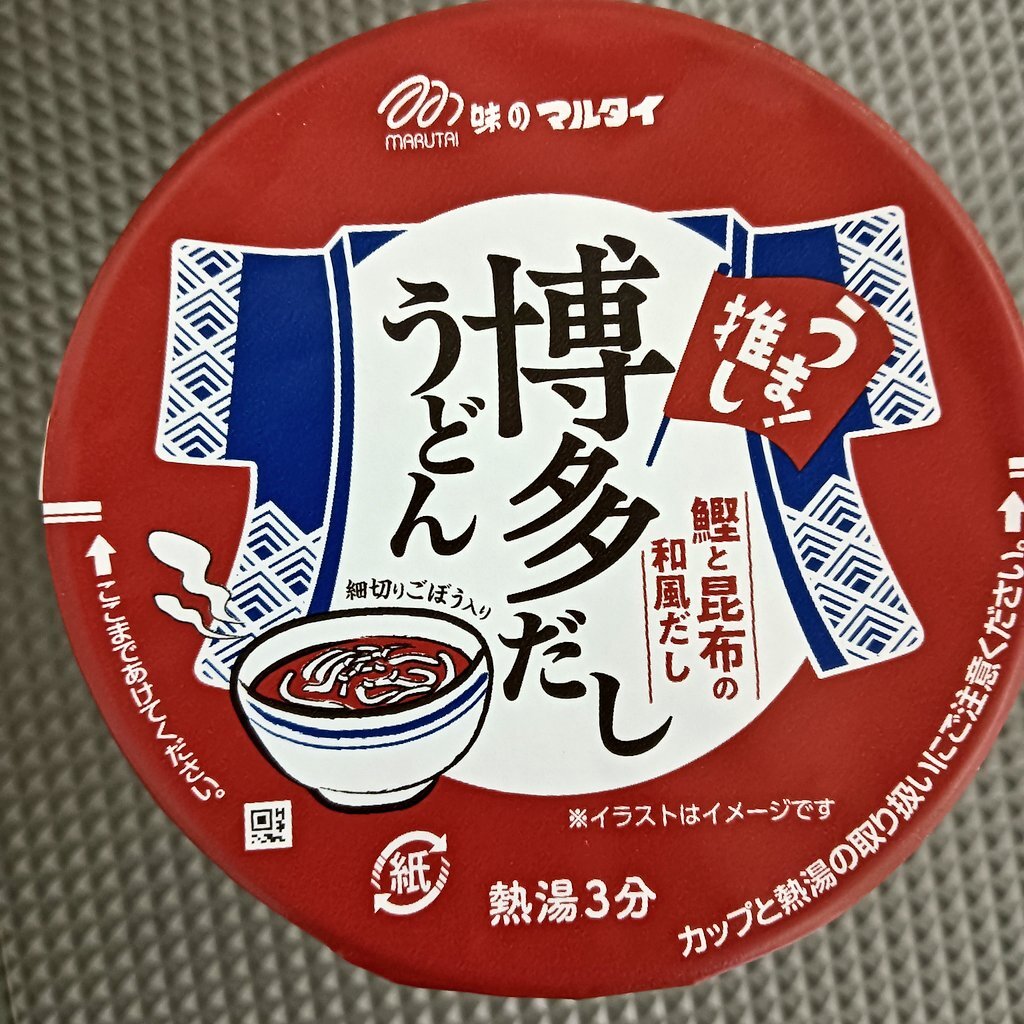 MARUTAI
味のマルタイ
うま！
推し
博多だし
うどん
鰹と昆布の
和風だし
細切りごぼう入り
ここまであけてください。
※イラストはイメージです
紙
熱湯3分
カップと熱湯の取り扱いにご注意ください。